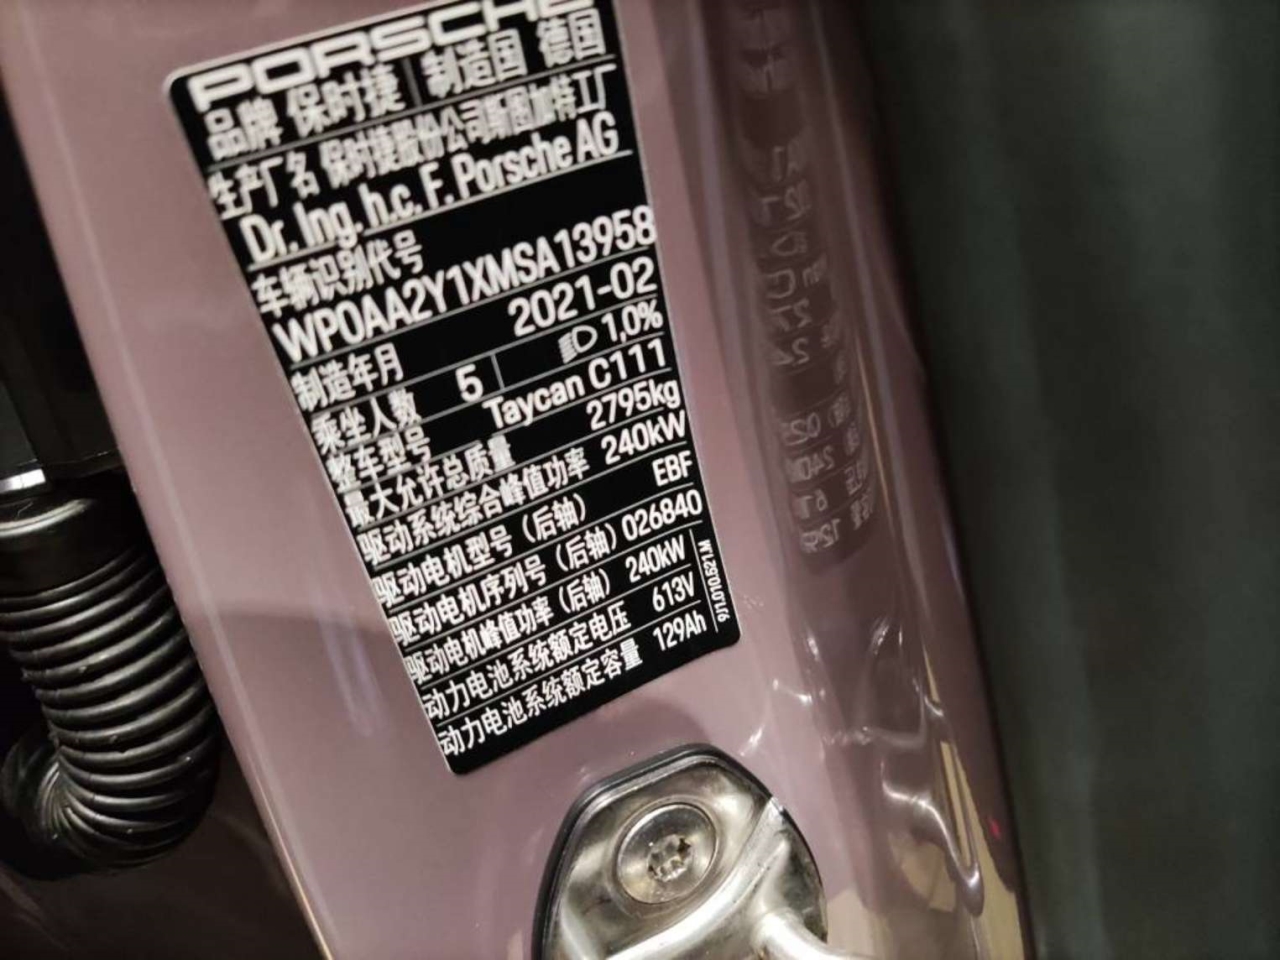 PORSCHE
品牌 保时捷 制造国 德国
生产厂名 保时捷股份公司斯图加特工厂
Dr. Ing. h.c. F. Porsche AG
车辆识别代号
WP0AA2Y1XMSA13958
制造年月 2021-02
乘坐人数 5 1,0%
整车型号 Taycan C111
最大允许总质量 2795kg
驱动系统综合峰值功率 240kW
驱动电机型号（后轴） EBF
驱动电机序列号（后轴）026840
驱动电机峰值功率（后轴） 240kW
动力电池系统额定电压 613V
动力电池系统额定容量 129Ah
9J1.010.521.M